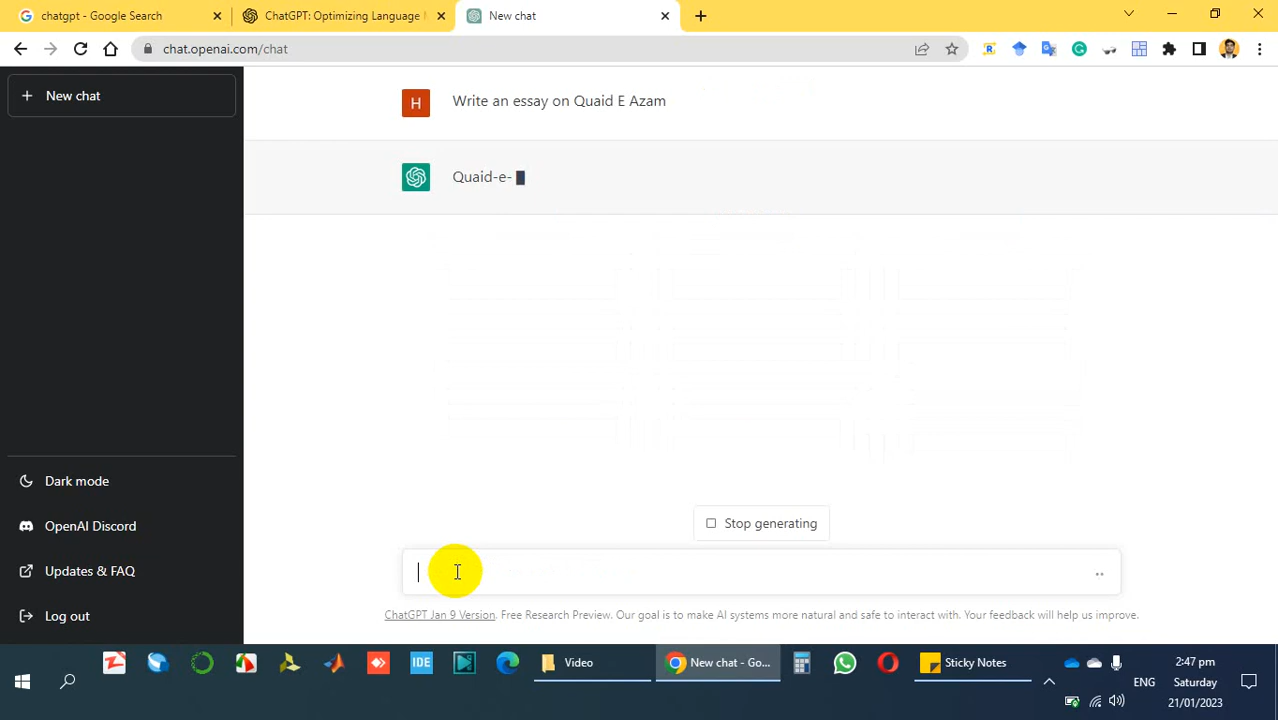 chatgpt - Google Search
ChatGPT: Optimizing Language
New chat
chat.openai.com/chat
New chat
H
Write an essay on Quaid E Azam
Quaid-e-
Stop generating
Dark mode
OpenAI Discord
Updates & FAQ
Log out
ChatGPT Jan 9 Version. Free Research Preview. Our goal is to make AI systems more natural and safe to interact with. Your feedback will help us improve.
IDE
Video
New chat - Go...
Sticky Notes
ENG
2:47 pm
Saturday
21/01/2023